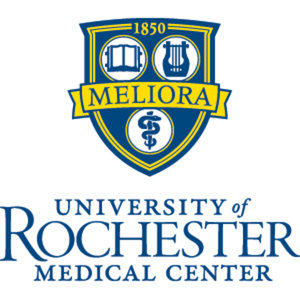 1850
MELIORA
UNIVERSITY of
ROCHESTER
MEDICAL CENTER